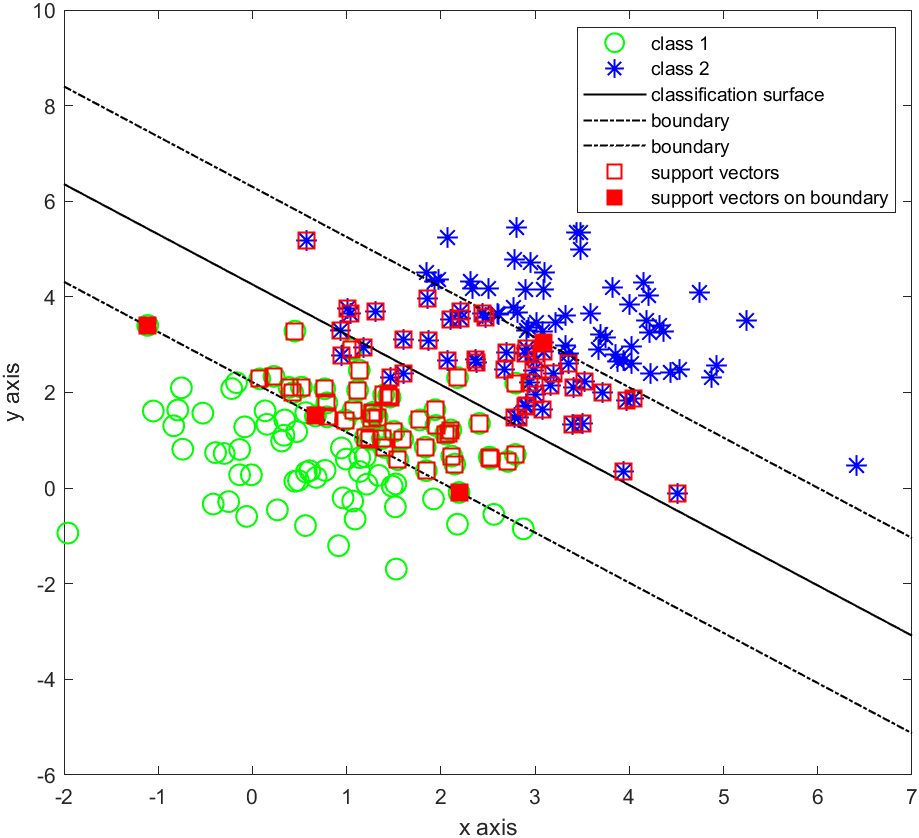 10
8
6
4
2
0
-2
-4
-6
y axis
class 1
class 2
classification surface
boundary
boundary
support vectors
support vectors on boundary
-2 -1 0 1 2 3 4 5 6 7
x axis